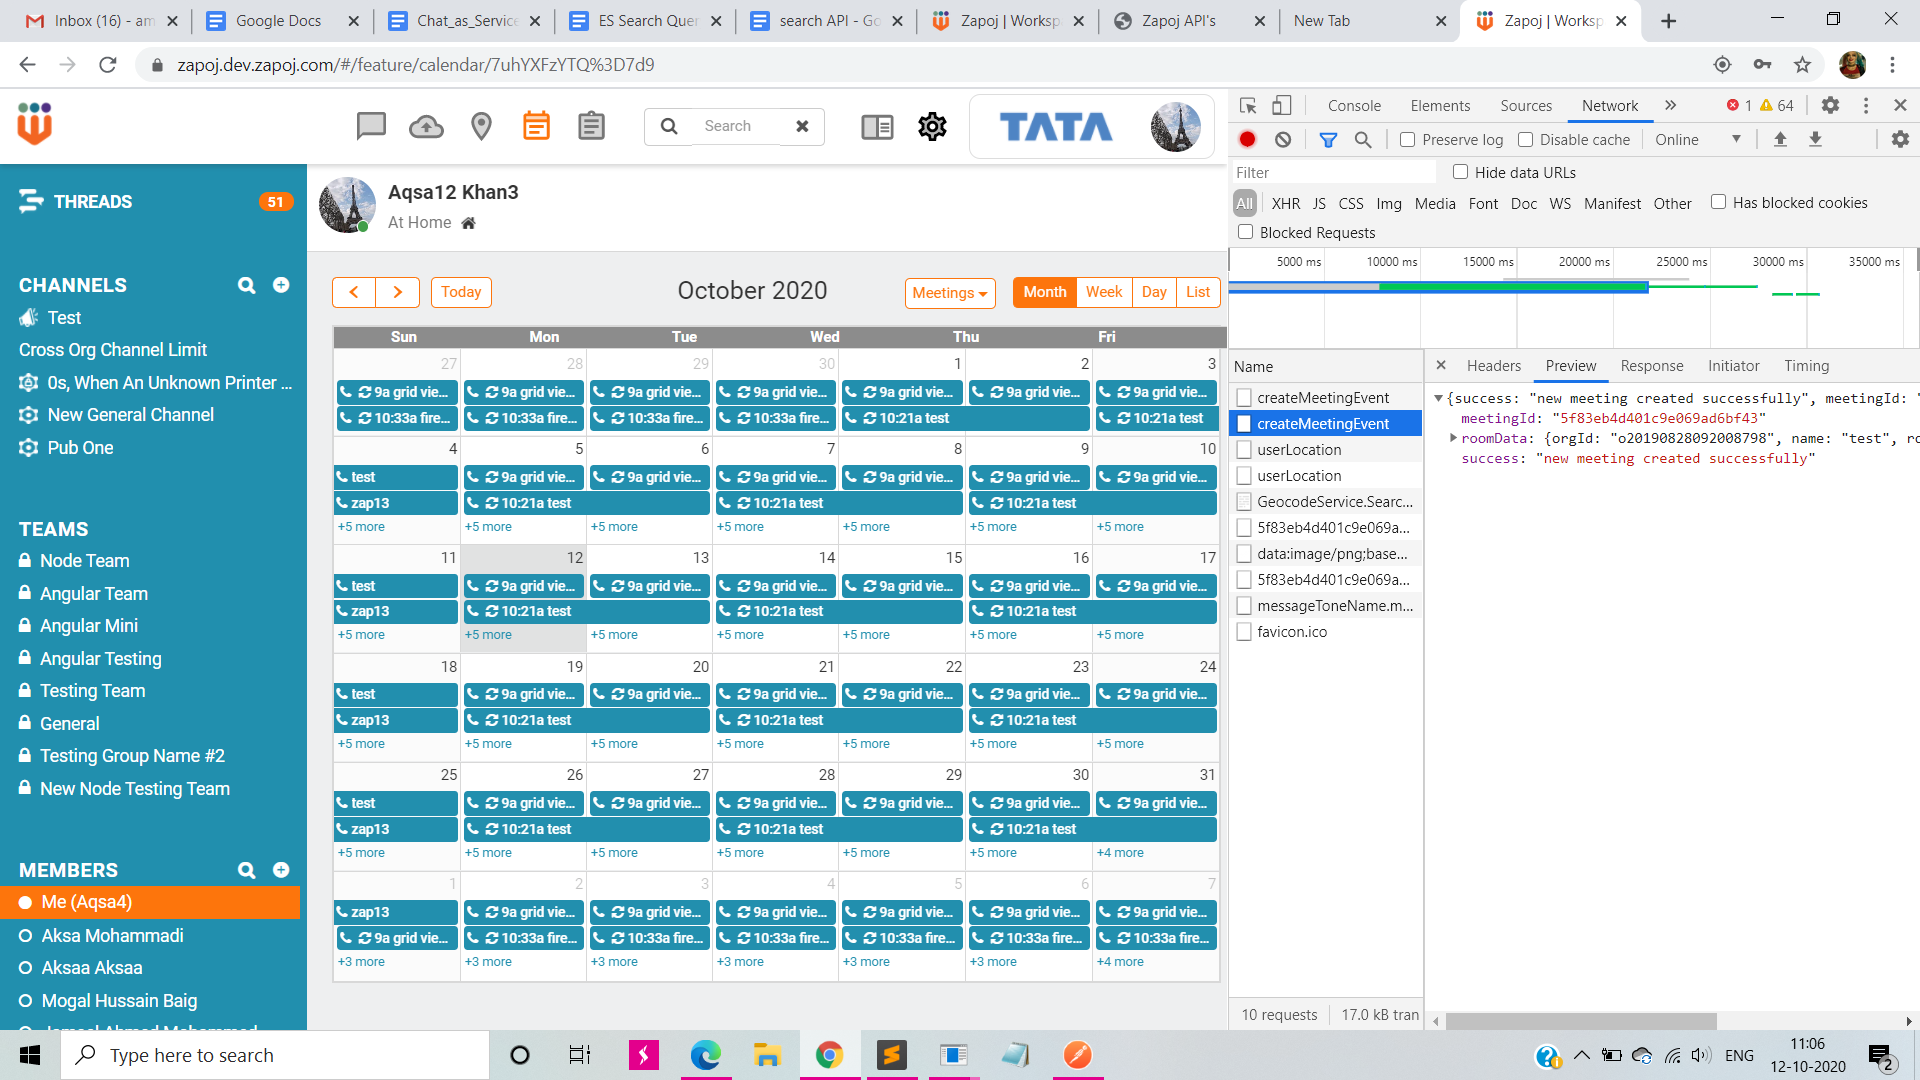 Inbox (16) - am
Google Docs
Chat_as_Service
ES Search Quer
search API - Go
Zapoj | Worksp
Zapoj API's
New Tab
Zapoj | Worksp
zapoj.dev.zapoj.com/#/feature/calendar/7uhYXFzYTQ%3D7d9
Search
TATA
THREADS 51
CHANNELS
Test
Cross Org Channel Limit
0s, When An Unknown Printer ...
New General Channel
Pub One
TEAMS
Node Team
Angular Team
Angular Mini
Angular Testing
Testing Team
General
Testing Group Name #2
New Node Testing Team
MEMBERS
Me (Aqsa4)
Aksa Mohammadi
Aksaa Aksaa
Mogal Hussain Baig
Aqsa12 Khan3
At Home
Today
October 2020
Meetings
Month Week Day List
Sun Mon Tue Wed Thu Fri
27 28 29 30 1 2 3
9a grid vie... 9a grid vie... 9a grid vie... 9a grid vie... 9a grid vie... 9a grid vie... 9a grid vie...
10:33a fire... 10:33a fire... 10:33a fire... 10:33a fire... 10:21a test 10:21a test
4 5 6 7 8 9 10
test 9a grid vie... 9a grid vie... 9a grid vie... 9a grid vie... 9a grid vie... 9a grid vie...
zap13 10:21a test 10:21a test 10:21a test
+5 more +5 more +5 more +5 more +5 more +5 more +5 more
11 12 13 14 15 16 17
test 9a grid vie... 9a grid vie... 9a grid vie... 9a grid vie... 9a grid vie... 9a grid vie...
zap13 10:21a test 10:21a test 10:21a test
+5 more +5 more +5 more +5 more +5 more +5 more +5 more
18 19 20 21 22 23 24
test 9a grid vie... 9a grid vie... 9a grid vie... 9a grid vie... 9a grid vie... 9a grid vie...
zap13 10:21a test 10:21a test 10:21a test
+5 more +5 more +5 more +5 more +5 more +5 more +5 more
25 26 27 28 29 30 31
test 9a grid vie... 9a grid vie... 9a grid vie... 9a grid vie... 9a grid vie... 9a grid vie...
zap13 10:21a test 10:21a test 10:21a test
+5 more +5 more +5 more +5 more +5 more +5 more +4 more
1 2 3 4 5 6 7
zap13 9a grid vie... 9a grid vie... 9a grid vie... 9a grid vie... 9a grid vie... 9a grid vie...
9a grid vie... 10:33a fire... 10:33a fire... 10:33a fire... 10:33a fire... 10:33a fire... 10:33a fire...
+3 more +3 more +3 more +3 more +3 more +3 more +4 more
Console Elements Sources Network » 1 64
Preserve log Disable cache Online
Filter Hide data URLs
All XHR JS CSS Img Media Font Doc WS Manifest Other Has blocked cookies
Blocked Requests
5000 ms 10000 ms 15000 ms 20000 ms 25000 ms 30000 ms 35000 ms
Name
createMeetingEvent
createMeetingEvent
userLocation
userLocation
GeocodeService.Searc...
5f83eb4d401c9e069a...
data:image/png;base...
5f83eb4d401c9e069a...
messageToneName.m...
favicon.ico
10 requests 17.0 kB tran
Headers Preview Response Initiator Timing
{success: "new meeting created successfully", meetingId: "
meetingId: "5f83eb4d401c9e069ad6bf43"
roomData: {orgId: "o20190828092008798", name: "test", ro
success: "new meeting created successfully"
Type here to search
ENG
11:06
12-10-2020
2